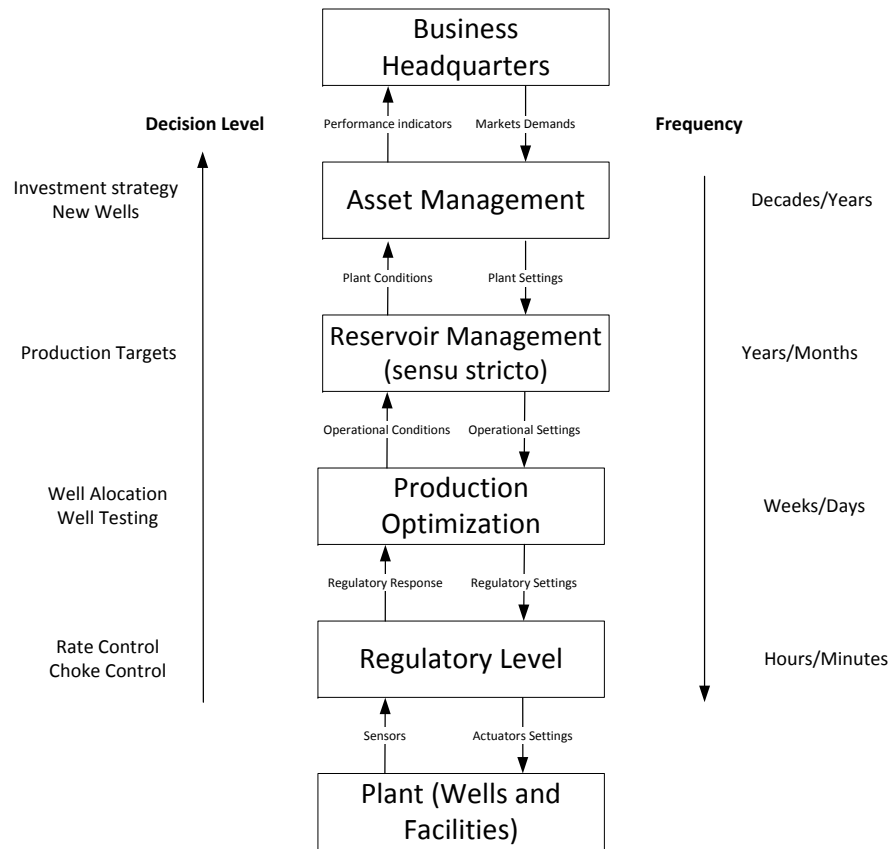 Business
Headquarters
Decision Level
Performance indicators
Markets Demands
Frequency
Investment strategy
New Wells
Asset Management
Decades/Years
Plant Conditions
Plant Settings
Production Targets
Reservoir Management
(sensu stricto)
Years/Months
Operational Conditions
Operational Settings
Well Alocation
Well Testing
Production
Optimization
Weeks/Days
Regulatory Response
Regulatory Settings
Rate Control
Choke Control
Regulatory Level
Hours/Minutes
Sensors
Actuators Settings
Plant (Wells and
Facilities)